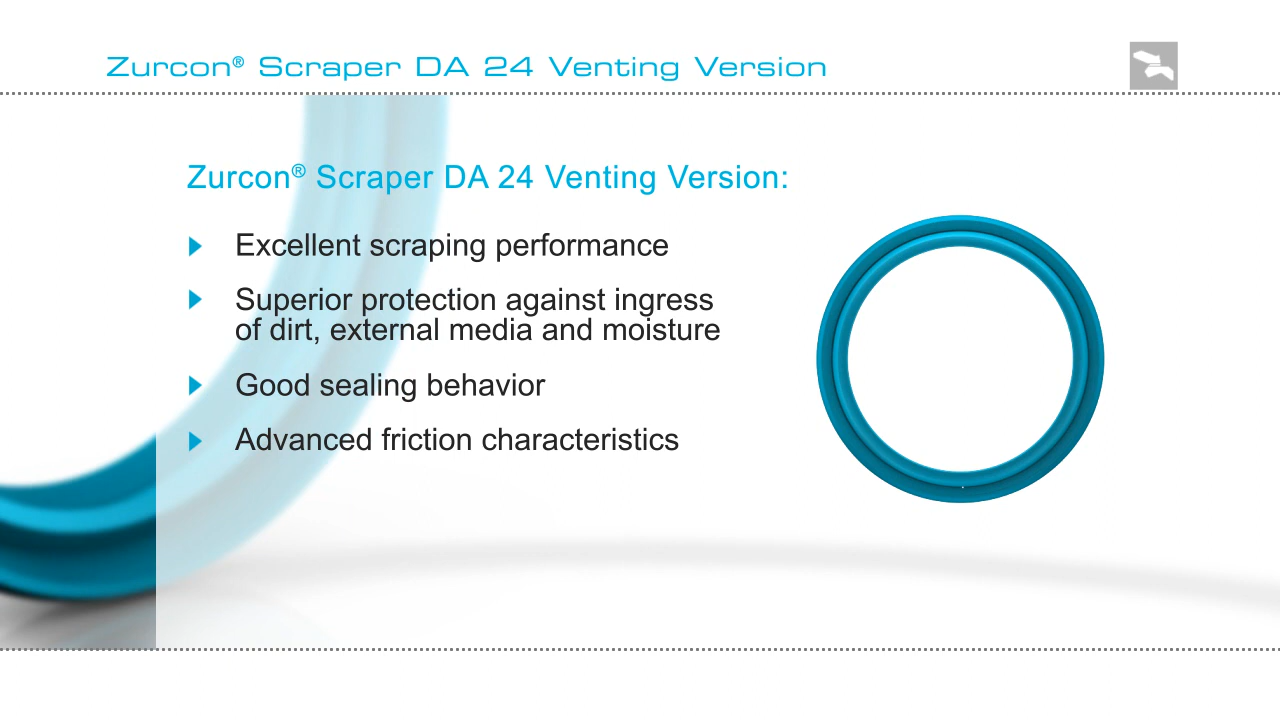 Zurcon® Scraper DA 24 Venting Version
Zurcon® Scraper DA 24 Venting Version:
Excellent scraping performance
Superior protection against ingress
of dirt, external media and moisture
Good sealing behavior
Advanced friction characteristics